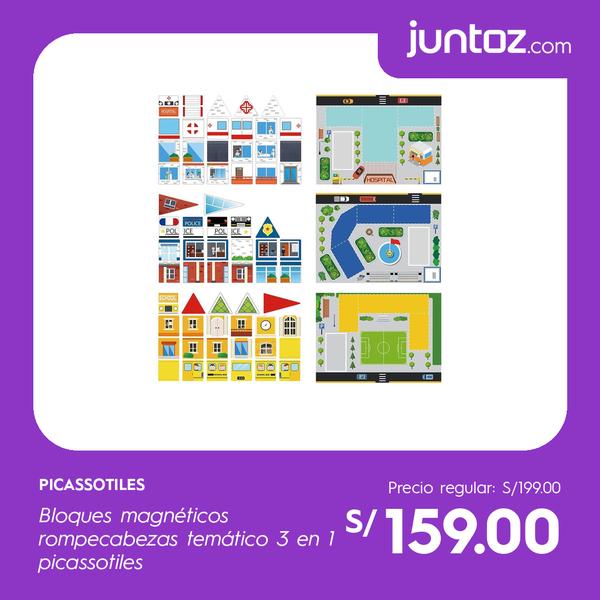 juntoz.com
HOSPITAL
HOSPITAL
POLICE
POLICE
POLICE
SCHOOL
PICASSOTILES
Bloques magnéticos
rompecabezas temático 3 en 1
picassotiles
Precio regular: S/199.00
S/159.00